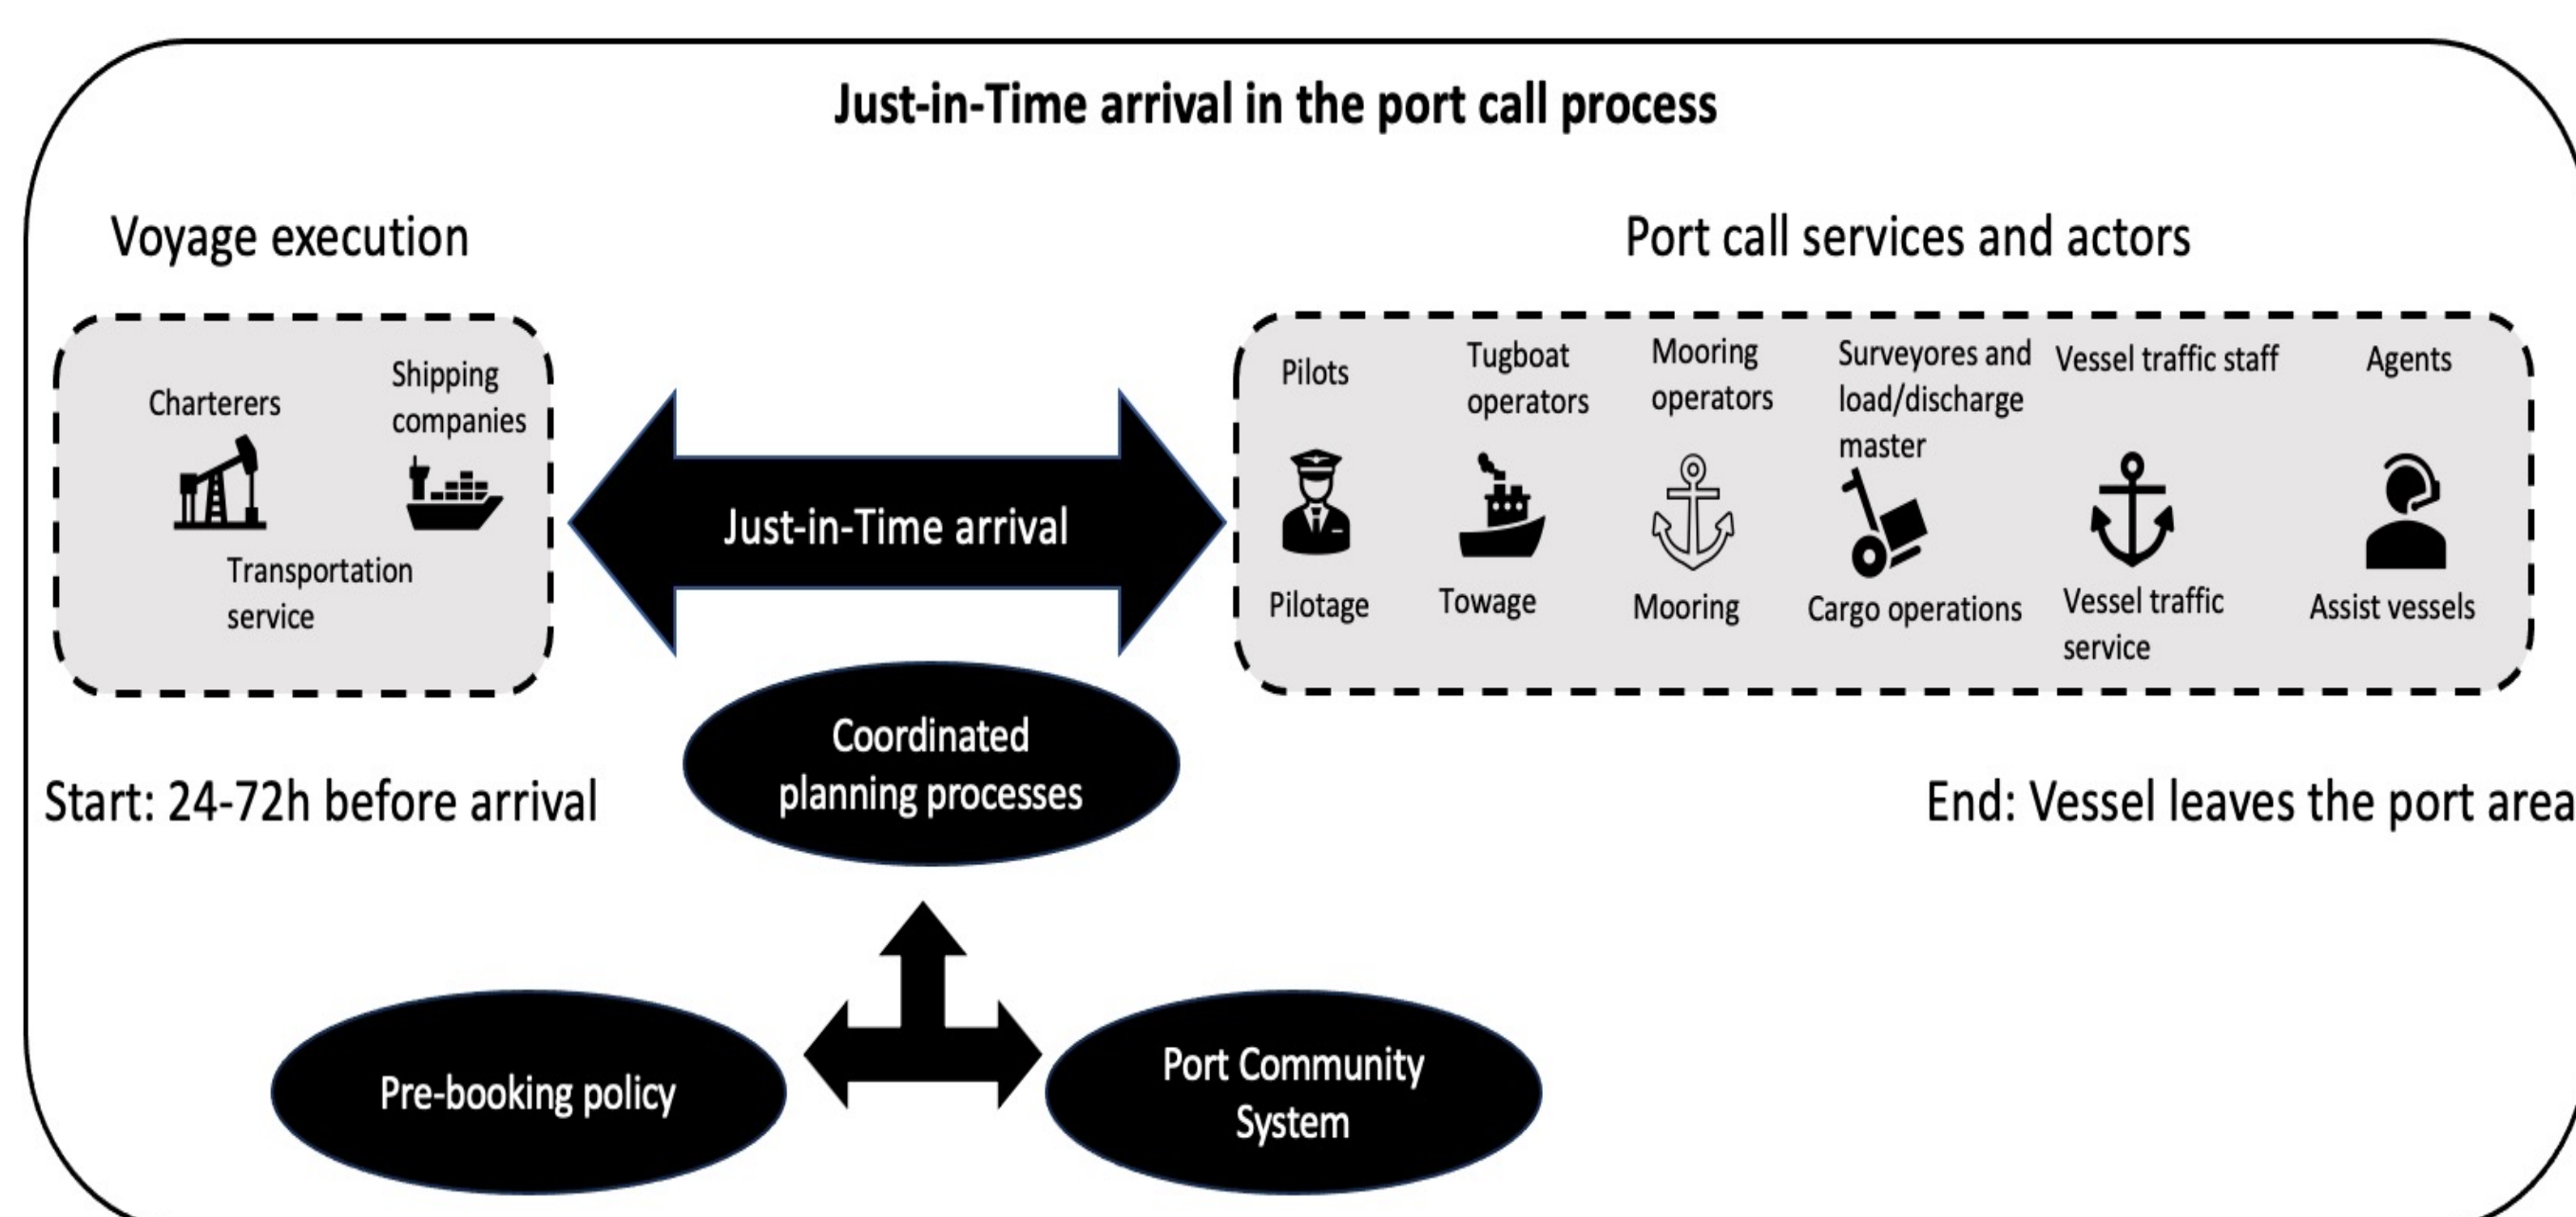 Just-in-Time arrival in the port call process
Voyage execution
Port call services and actors
Charterers
Shipping
companies
Transportation
service
Just-in-Time arrival
Pilots
Tugboat
operators
Mooring
operators
Surveyores and
load/discharge
master
Vessel traffic staff
Agents
Pilotage
Towage
Mooring
Cargo operations
Vessel traffic
service
Assist vessels
Start: 24-72h before arrival
Coordinated
planning processes
End: Vessel leaves the port area
Pre-booking policy
Port Community
System